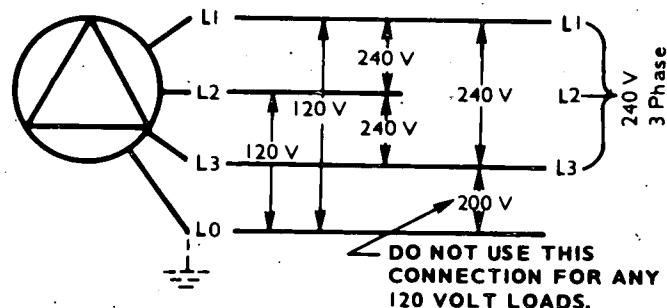 L1
L1
240 V
L2
120 V
240 V
L2
240 V
3 Phase
120 V
240 V
L3
L3
200 V
L0
DO NOT USE THIS
CONNECTION FOR ANY
120 VOLT LOADS.